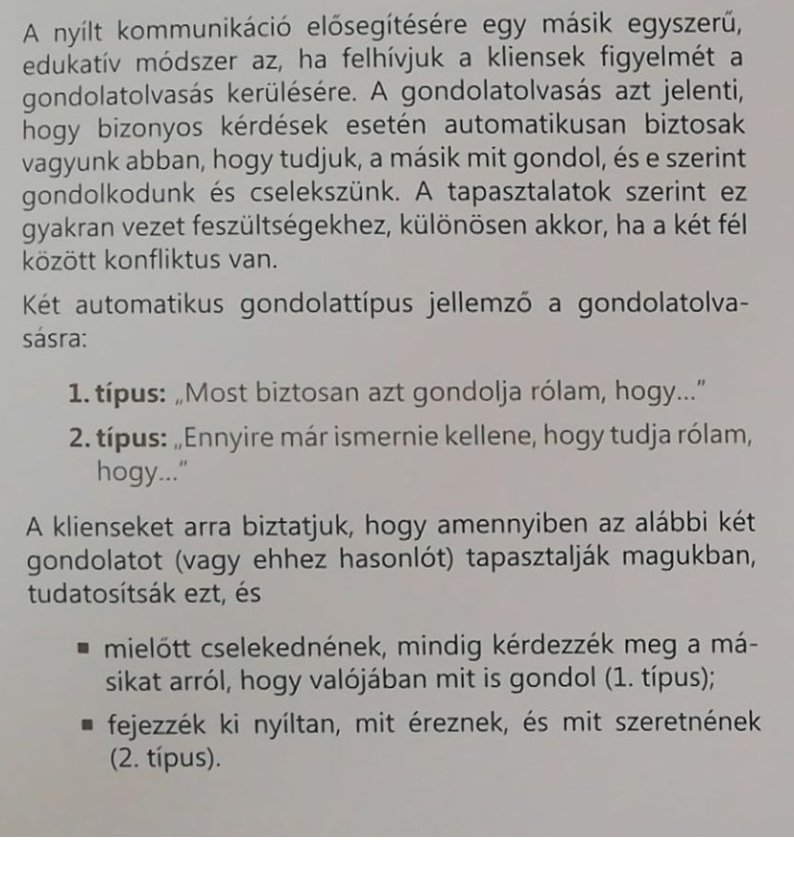 A nyílt kommunikáció elősegítésére egy másik egyszerű,
edukatív módszer az, ha felhívjuk a kliensek figyelmét a
gondolatolvasás kerülésére. A gondolatolvasás azt jelenti,
hogy bizonyos kérdések esetén automatikusan biztosak
vagyunk abban, hogy tudjuk, a másik mit gondol, és e szerint
gondolkodunk és cselekszünk. A tapasztalatok szerint ez
gyakran vezet feszültségekhez, különösen akkor, ha a két fél
között konfliktus van.
Két automatikus gondolattípus jellemző a gondolatolva-
sásra:
1. típus: „Most biztosan azt gondolja rólam, hogy...”
2. típus: „Ennyire már ismernie kellene, hogy tudja rólam,
hogy...”
A klienseket arra biztatjuk, hogy amennyiben az alábbi két
gondolatot (vagy ehhez hasonlót) tapasztalják magukban,
tudatosítsák ezt, és
▪ mielőtt cselekednének, mindig kérdezzék meg a má-
sikat arról, hogy valójában mit is gondol (1. típus);
▪ fejezzék ki nyíltan, mit éreznek, és mit szeretnének
(2. típus).